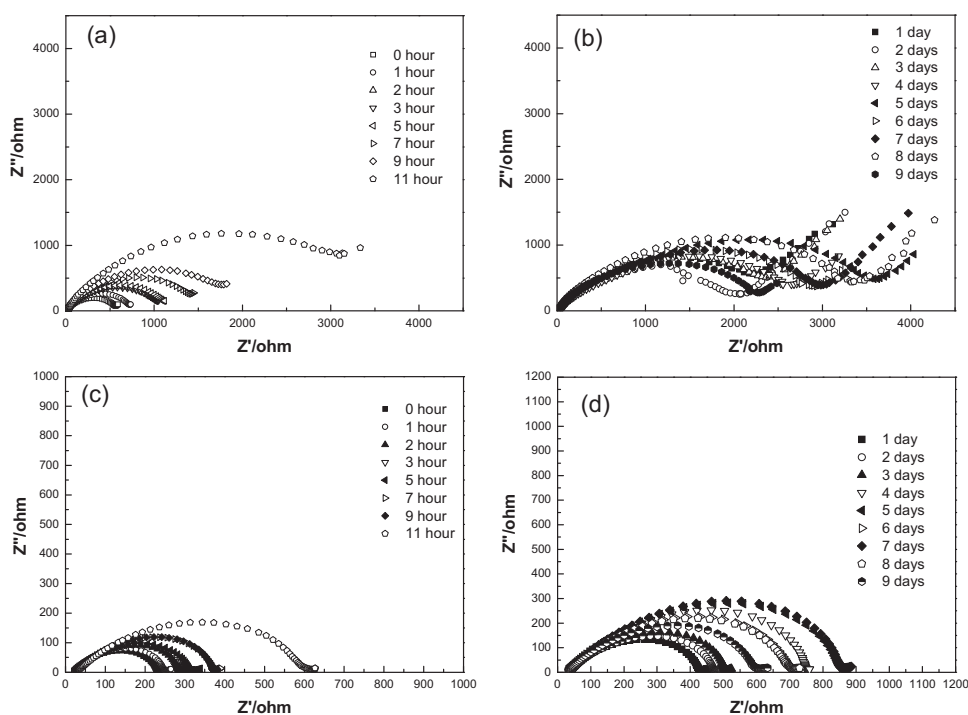 (a)
0 hour
1 hour
2 hour
3 hour
5 hour
7 hour
9 hour
11 hour
4000
3000
2000
1000
0
Z''/ohm
0 1000 2000 3000 4000
Z'/ohm
(b)
1 day
2 days
3 days
4 days
5 days
6 days
7 days
8 days
9 days
4000
3000
2000
1000
0
Z''/ohm
0 1000 2000 3000 4000
Z'/ohm
(c)
0 hour
1 hour
2 hour
3 hour
5 hour
7 hour
9 hour
11 hour
1000
900
800
700
600
500
400
300
200
100
0
Z''/ohm
0 100 200 300 400 500 600 700 800 900 1000
Z'/ohm
(d)
1 day
2 days
3 days
4 days
5 days
6 days
7 days
8 days
9 days
1200
1100
1000
900
800
700
600
500
400
300
200
100
0
Z''/ohm
0 100 200 300 400 500 600 700 800 900 1000 1100 1200
Z'/ohm